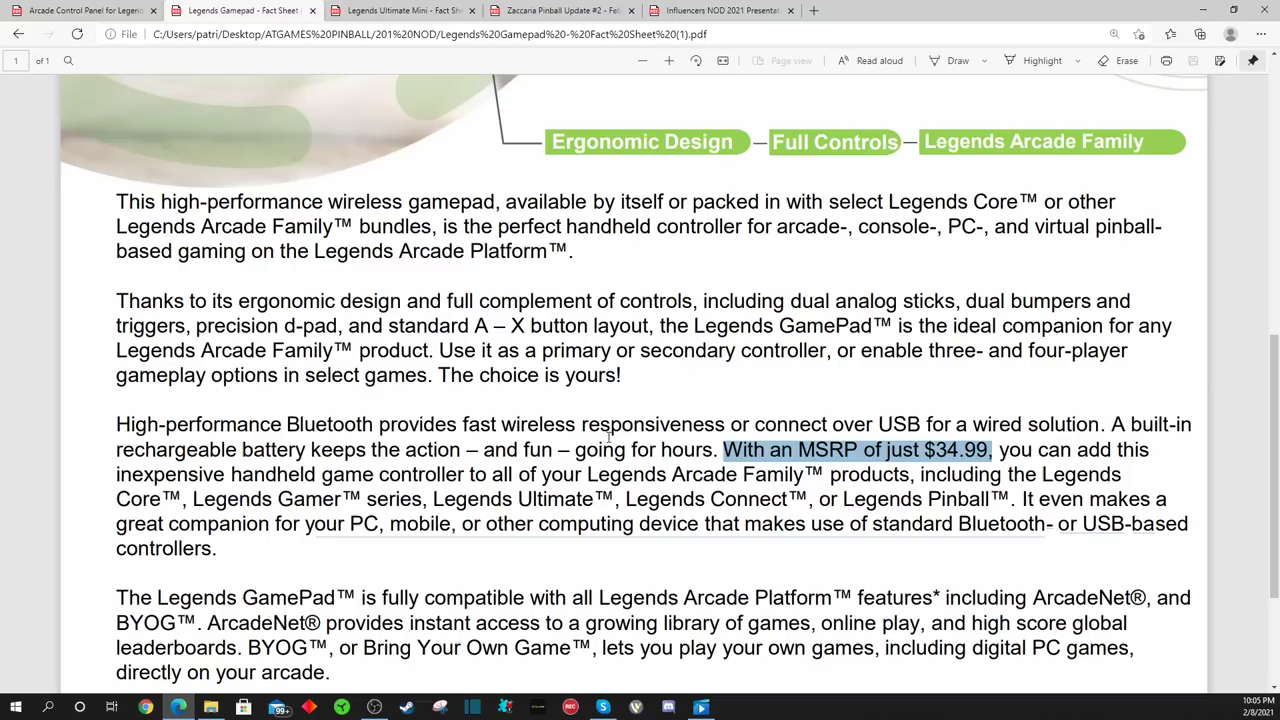 Arcade Control Panel for Legend
Legends Gamepad - Fact Sheet
Legends Ultimate Mini - Fact Sh
Zaccaria Pinball Update #2 - Feb
Influencers NOD 2021 Presentat
File
C:/Users/patri/Desktop/ATGAMES%20PINBALL/201%20NOD/Legends%20Gamepad%20-%20Fact%20Sheet%20(1).pdf
1 of 1
Page view
Read aloud
Draw
Highlight
Erase
Ergonomic Design
Full Controls
Legends Arcade Family
This high-performance wireless gamepad, available by itself or packed in with select Legends Core™ or other
Legends Arcade Family™ bundles, is the perfect handheld controller for arcade-, console-, PC-, and virtual pinball-
based gaming on the Legends Arcade Platform™.
Thanks to its ergonomic design and full complement of controls, including dual analog sticks, dual bumpers and
triggers, precision d-pad, and standard A – X button layout, the Legends GamePad™ is the ideal companion for any
Legends Arcade Family™ product. Use it as a primary or secondary controller, or enable three- and four-player
gameplay options in select games. The choice is yours!
High-performance Bluetooth provides fast wireless responsiveness or connect over USB for a wired solution. A built-in
rechargeable battery keeps the action – and fun – going for hours. With an MSRP of just $34.99, you can add this
inexpensive handheld game controller to all of your Legends Arcade Family™ products, including the Legends
Core™, Legends Gamer™ series, Legends Ultimate™, Legends Connect™, or Legends Pinball™. It even makes a
great companion for your PC, mobile, or other computing device that makes use of standard Bluetooth- or USB-based
controllers.
The Legends GamePad™ is fully compatible with all Legends Arcade Platform™ features* including ArcadeNet®, and
BYOG™. ArcadeNet® provides instant access to a growing library of games, online play, and high score global
leaderboards. BYOG™, or Bring Your Own Game™, lets you play your own games, including digital PC games,
directly on your arcade.
99+
REC
10:05 PM
2/8/2021